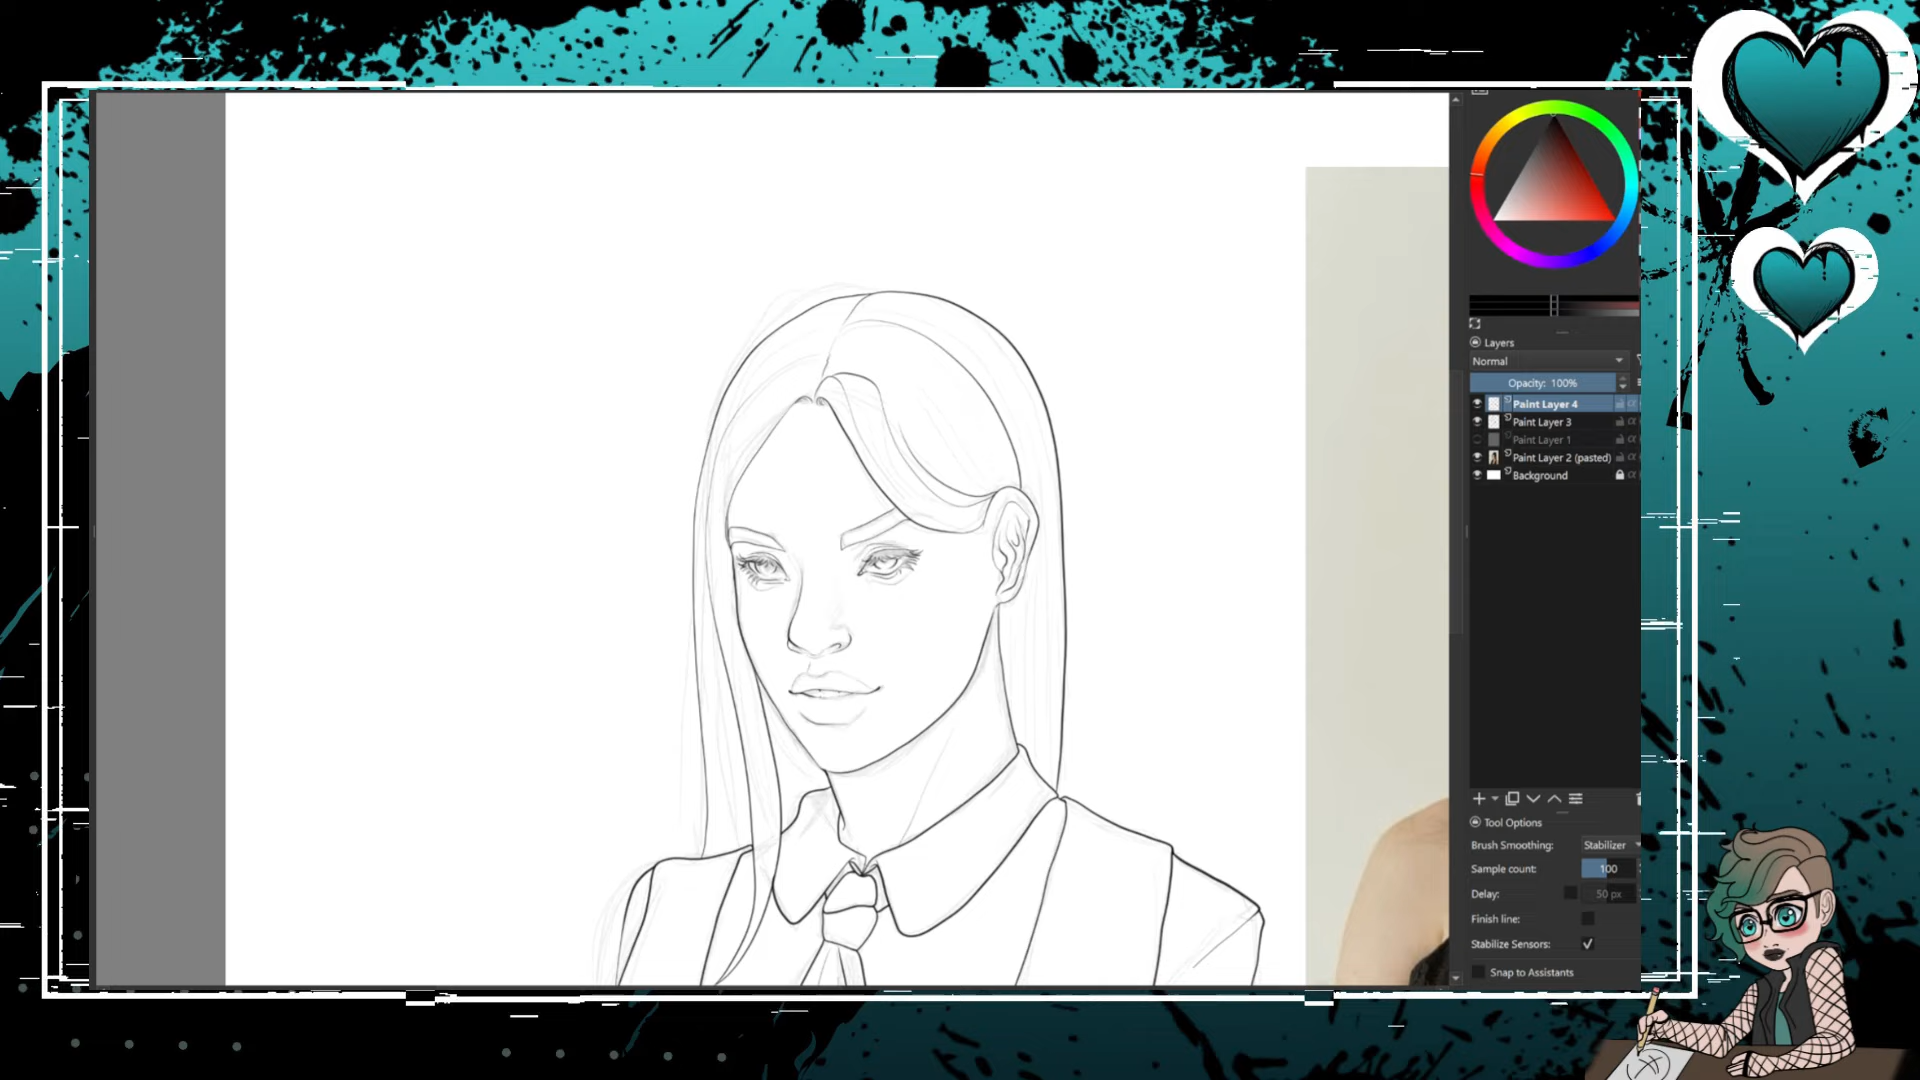 Layers
Normal
Opacity: 100%
Paint Layer 4
Paint Layer 3
Paint Layer 1
Paint Layer 2 (pasted)
Background
Tool Options
Brush Smoothing: Stabilizer
Sample count: 100
Delay: 50 px
Finish line:
Stabilize Sensors:
Snap to Assistants